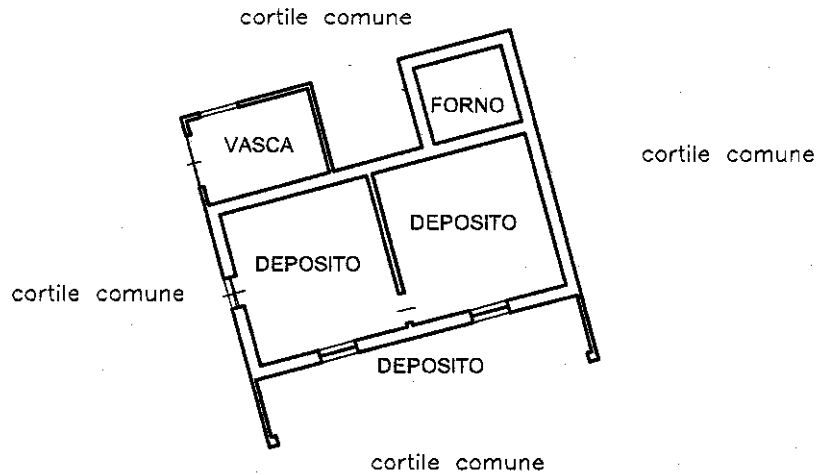 cortile comune
FORNO
VASCA
cortile comune
DEPOSITO
DEPOSITO
cortile comune
DEPOSITO
cortile comune